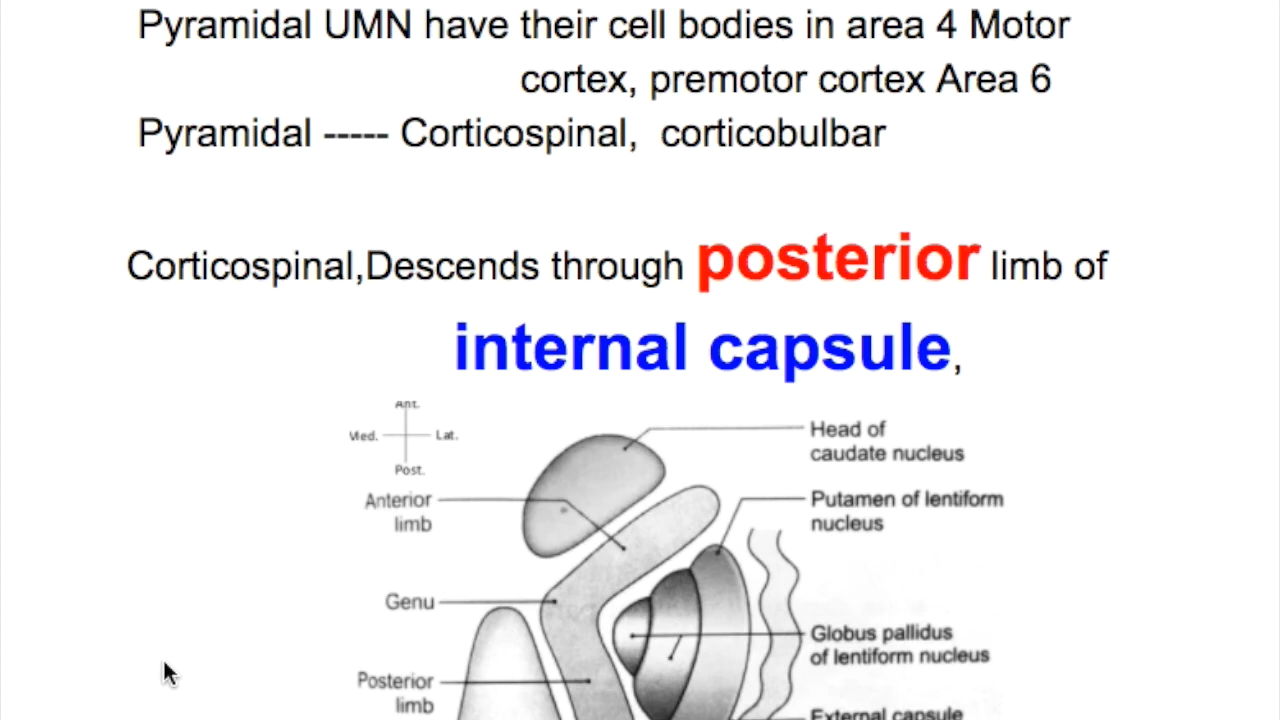 Pyramidal UMN have their cell bodies in area 4 Motor
cortex, premotor cortex Area 6
Pyramidal ----- Corticospinal, corticobulbar
Corticospinal,Descends through posterior limb of
internal capsule,
Ant.
Med.
Lat.
Post.
Head of
caudate nucleus
Anterior
limb
Putamen of lentiform
nucleus
Genu
Globus pallidus
of lentiform nucleus
Posterior
limb
External capsule